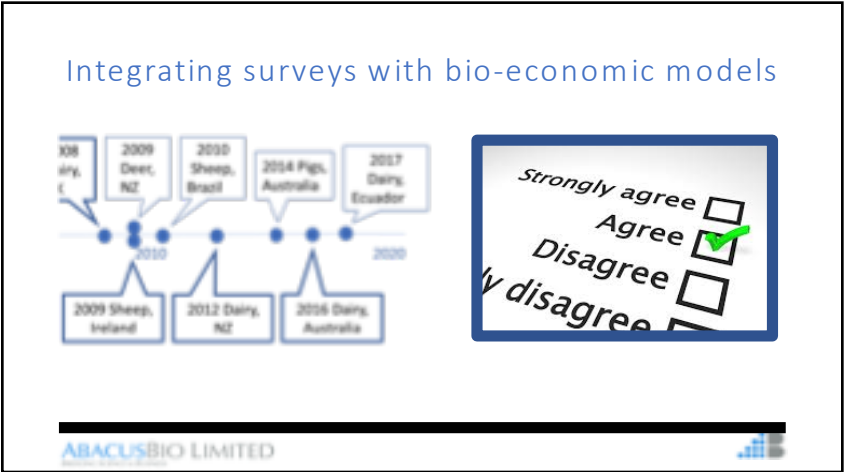 Integrating surveys with bio-economic models
2009
Deer,
NZ
2010
Sheep,
Brazil
2014 Pigs,
Australia
2017
Dairy,
Ecuador
2010
2020
2009 Sheep,
Ireland
2012 Dairy,
NZ
2016 Dairy,
Australia
Strongly agree
Agree
Disagree
ly disagree
ABACUSBIO LIMITED